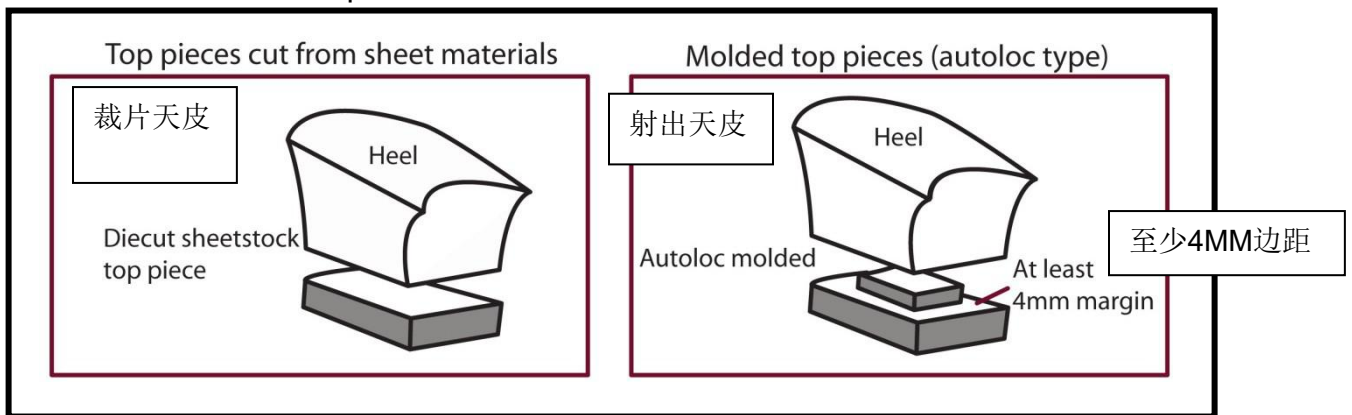 Top pieces cut from sheet materials
裁片天皮
Heel
Diecut sheetstock
top piece
Molded top pieces (autoloc type)
射出天皮
Heel
Autoloc molded
At least
4mm margin
至少4MM边距